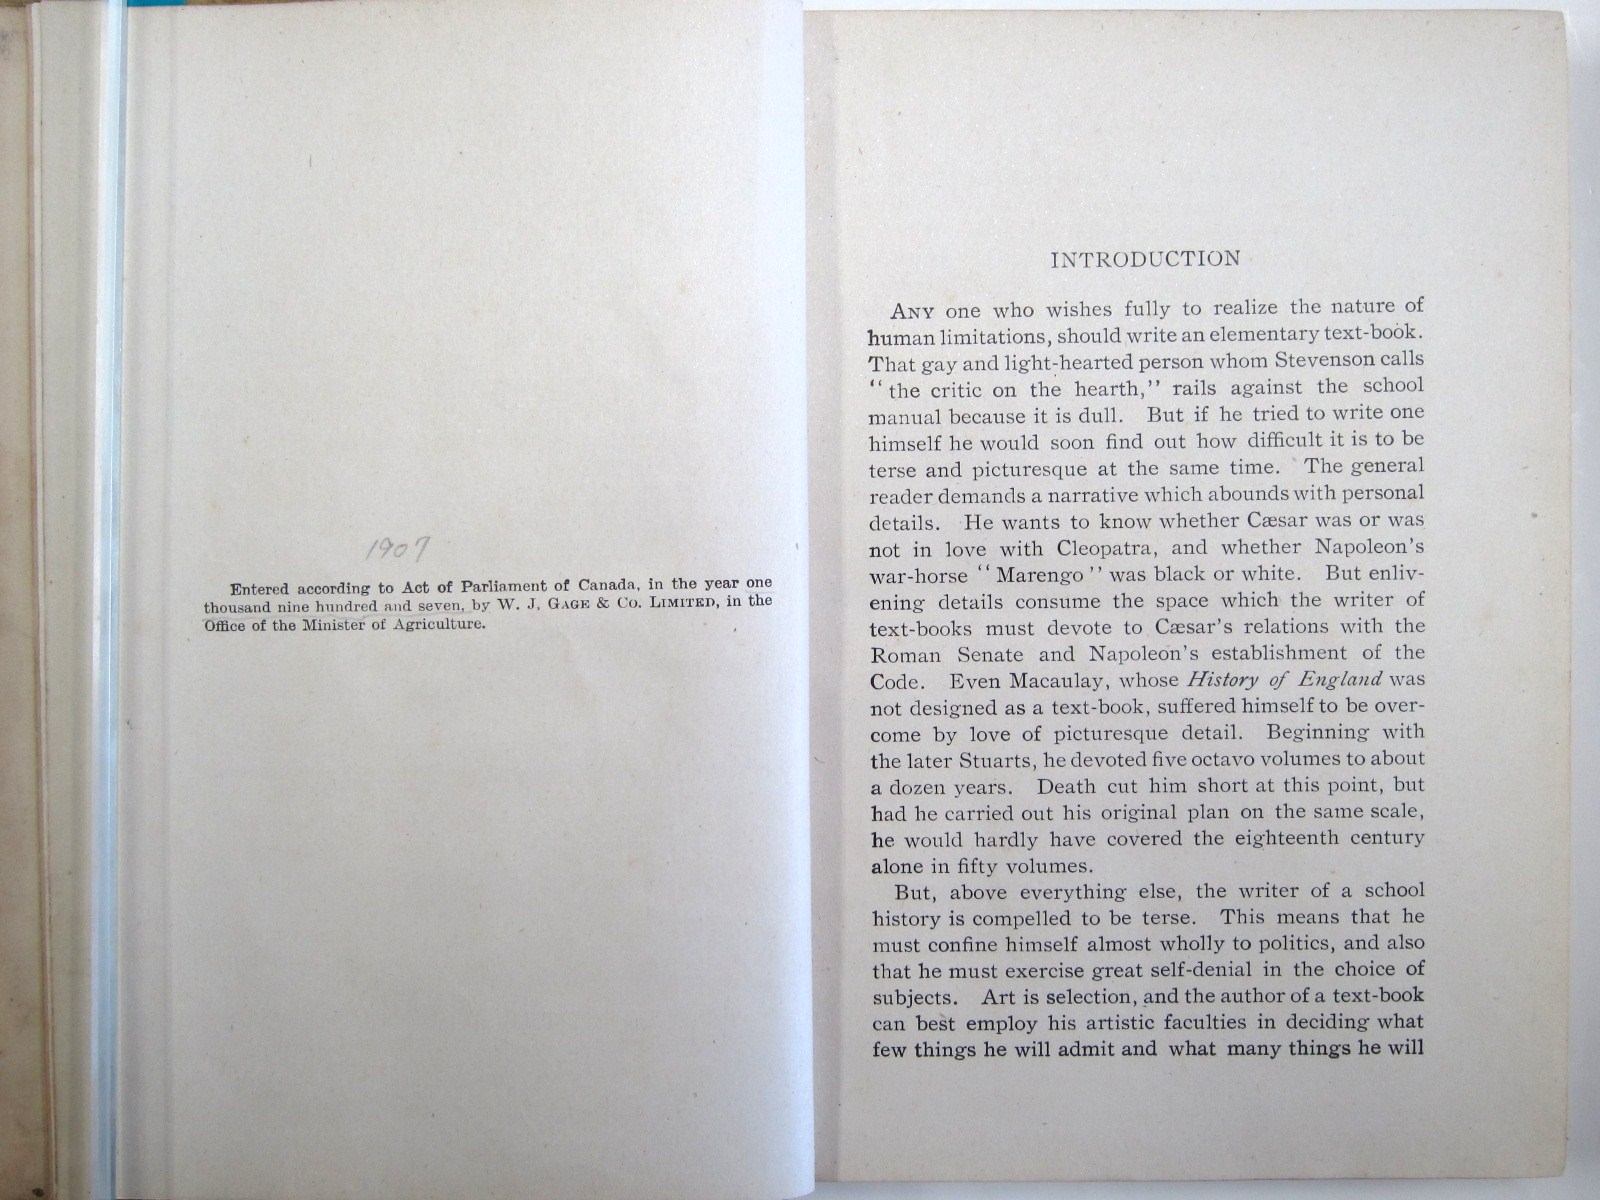 1907
Entered according to Act of Parliament of Canada, in the year one
thousand nine hundred and seven, by W. J. GAGE & Co. LIMITED, in the
Office of the Minister of Agriculture.
INTRODUCTION
ANY one who wishes fully to realize the nature of
human limitations, should write an elementary text-book.
That gay and light-hearted person whom Stevenson calls
“the critic on the hearth,” rails against the school
manual because it is dull. But if he tried to write one
himself he would soon find out how difficult it is to be
terse and picturesque at the same time. The general
reader demands a narrative which abounds with personal
details. He wants to know whether Cæsar was or was
not in love with Cleopatra, and whether Napoleon’s
war-horse “Marengo” was black or white. But enliv-
ening details consume the space which the writer of
text-books must devote to Cæsar’s relations with the
Roman Senate and Napoleon’s establishment of the
Code. Even Macaulay, whose History of England was
not designed as a text-book, suffered himself to be over-
come by love of picturesque detail. Beginning with
the later Stuarts, he devoted five octavo volumes to about
a dozen years. Death cut him short at this point, but
had he carried out his original plan on the same scale,
he would hardly have covered the eighteenth century
alone in fifty volumes.
But, above everything else, the writer of a school
history is compelled to be terse. This means that he
must confine himself almost wholly to politics, and also
that he must exercise great self-denial in the choice of
subjects. Art is selection, and the author of a text-book
can best employ his artistic faculties in deciding what
few things he will admit and what many things he will